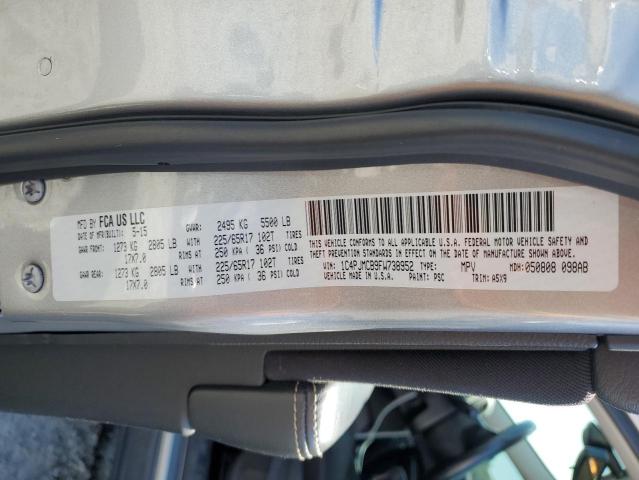 MFD BY FCA US LLC
DATE OF MFR(BUILT): 5-15 GVWR: 2495 KG 5500 LB
GAWR FRONT: 1273 KG 2805 LB WITH 225/65R17 102T TIRES
17X7.0 RIMS AT 250 KPA ( 36 PSI) COLD
GAWR REAR: 1273 KG 2805 LB WITH 225/65R17 102T TIRES
17X7.0 RIMS AT 250 KPA ( 36 PSI) COLD
THIS VEHICLE CONFORMS TO ALL APPLICABLE U.S.A. FEDERAL MOTOR VEHICLE SAFETY
AND THEFT PREVENTION STANDARDS IN EFFECT ON THE DATE OF MFR SHOWN ABOVE.
VIN: 1C4PJMCB9FW738952 TYPE: MPV MDH: 050808 098AB
VEHICLE MADE IN U.S.A. PAINT: PSC TRIM: A5X9